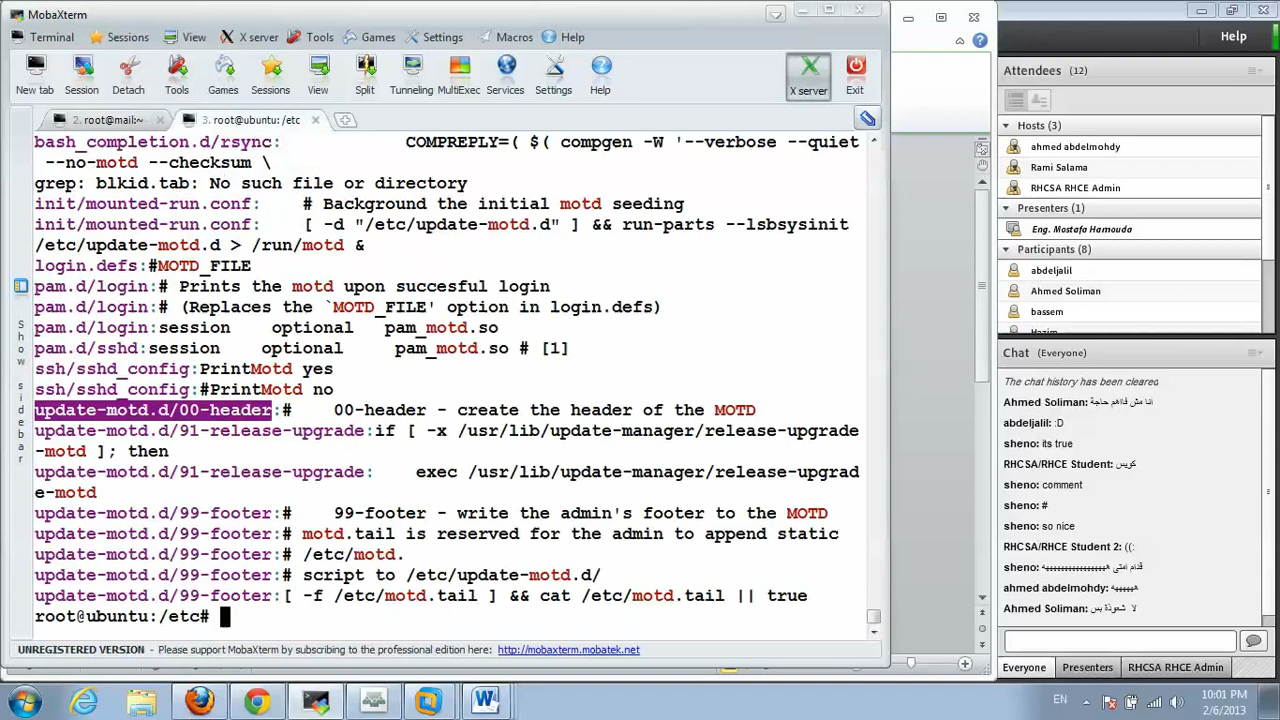 MobaXterm
Terminal Sessions View X server Tools Games Settings Macros Help
New tab Session Detach Tools Games Sessions View Split Tunneling MultiExec Services Settings Help X server Exit
2. root@mail:~ 3. root@ubuntu: /etc
Show sidebar
bash_completion.d/rsync: COMPREPLY=( $( compgen -W '--verbose --quiet
--no-motd --checksum \
grep: blkid.tab: No such file or directory
init/mounted-run.conf: # Background the initial motd seeding
init/mounted-run.conf: [ -d "/etc/update-motd.d" ] && run-parts --lsbsysinit
/etc/update-motd.d > /run/motd &
login.defs:#MOTD_FILE
pam.d/login:# Prints the motd upon succesful login
pam.d/login:# (Replaces the `MOTD_FILE' option in login.defs)
pam.d/login:session optional pam_motd.so
pam.d/sshd:session optional pam_motd.so # [1]
ssh/sshd_config:PrintMotd yes
ssh/sshd_config:#PrintMotd no
update-motd.d/00-header:# 00-header - create the header of the MOTD
update-motd.d/91-release-upgrade:if [ -x /usr/lib/update-manager/release-upgrade
-motd ]; then
update-motd.d/91-release-upgrade: exec /usr/lib/update-manager/release-upgrad
e-motd
update-motd.d/99-footer:# 99-footer - write the admin's footer to the MOTD
update-motd.d/99-footer:# motd.tail is reserved for the admin to append static
update-motd.d/99-footer:# /etc/motd.
update-motd.d/99-footer:# script to /etc/update-motd.d/
update-motd.d/99-footer:[ -f /etc/motd.tail ] && cat /etc/motd.tail || true
root@ubuntu:/etc#
UNREGISTERED VERSION - Please support MobaXterm by subscribing to the professional edition here: http://mobaxterm.mobatek.net
Help
Attendees (12)
Hosts (3)
ahmed abdelmohdy
Rami Salama
RHCSA RHCE Admin
Presenters (1)
Eng. Mostafa Hamouda
Participants (8)
abdeljalil
Ahmed Soliman
bassem
Hazim
Chat (Everyone)
The chat history has been cleared
Ahmed Soliman: انا مش فااهم حاجة
abdeljalil: :D
sheno: its true
RHCSA/RHCE Student: كويس
sheno: comment
sheno: #
sheno: so nice
RHCSA/RHCE Student 2: ((:
ahmed abdelmohdy: هييييييه
Ahmed Soliman: لا شعوذة بس
Everyone Presenters RHCSA RHCE Admin
EN
10:01 PM
2/6/2013